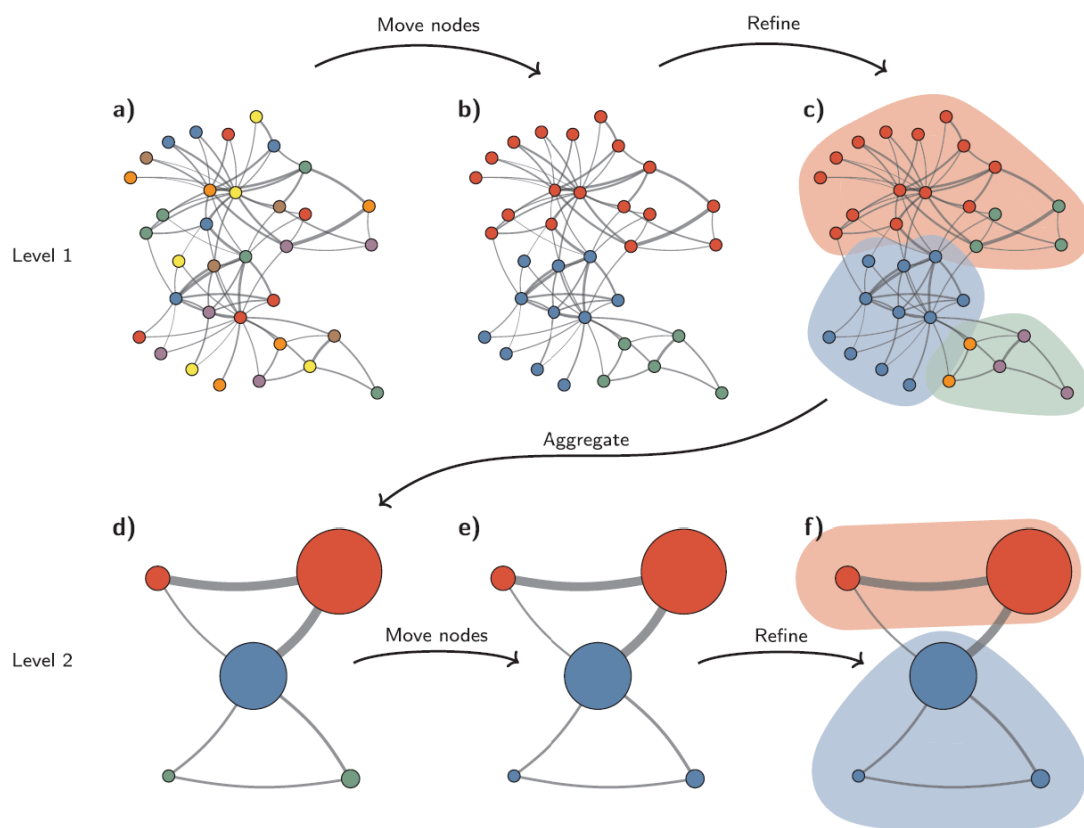 Move nodes
Refine
a)
b)
c)
Level 1
Aggregate
d)
e)
f)
Move nodes
Refine
Level 2